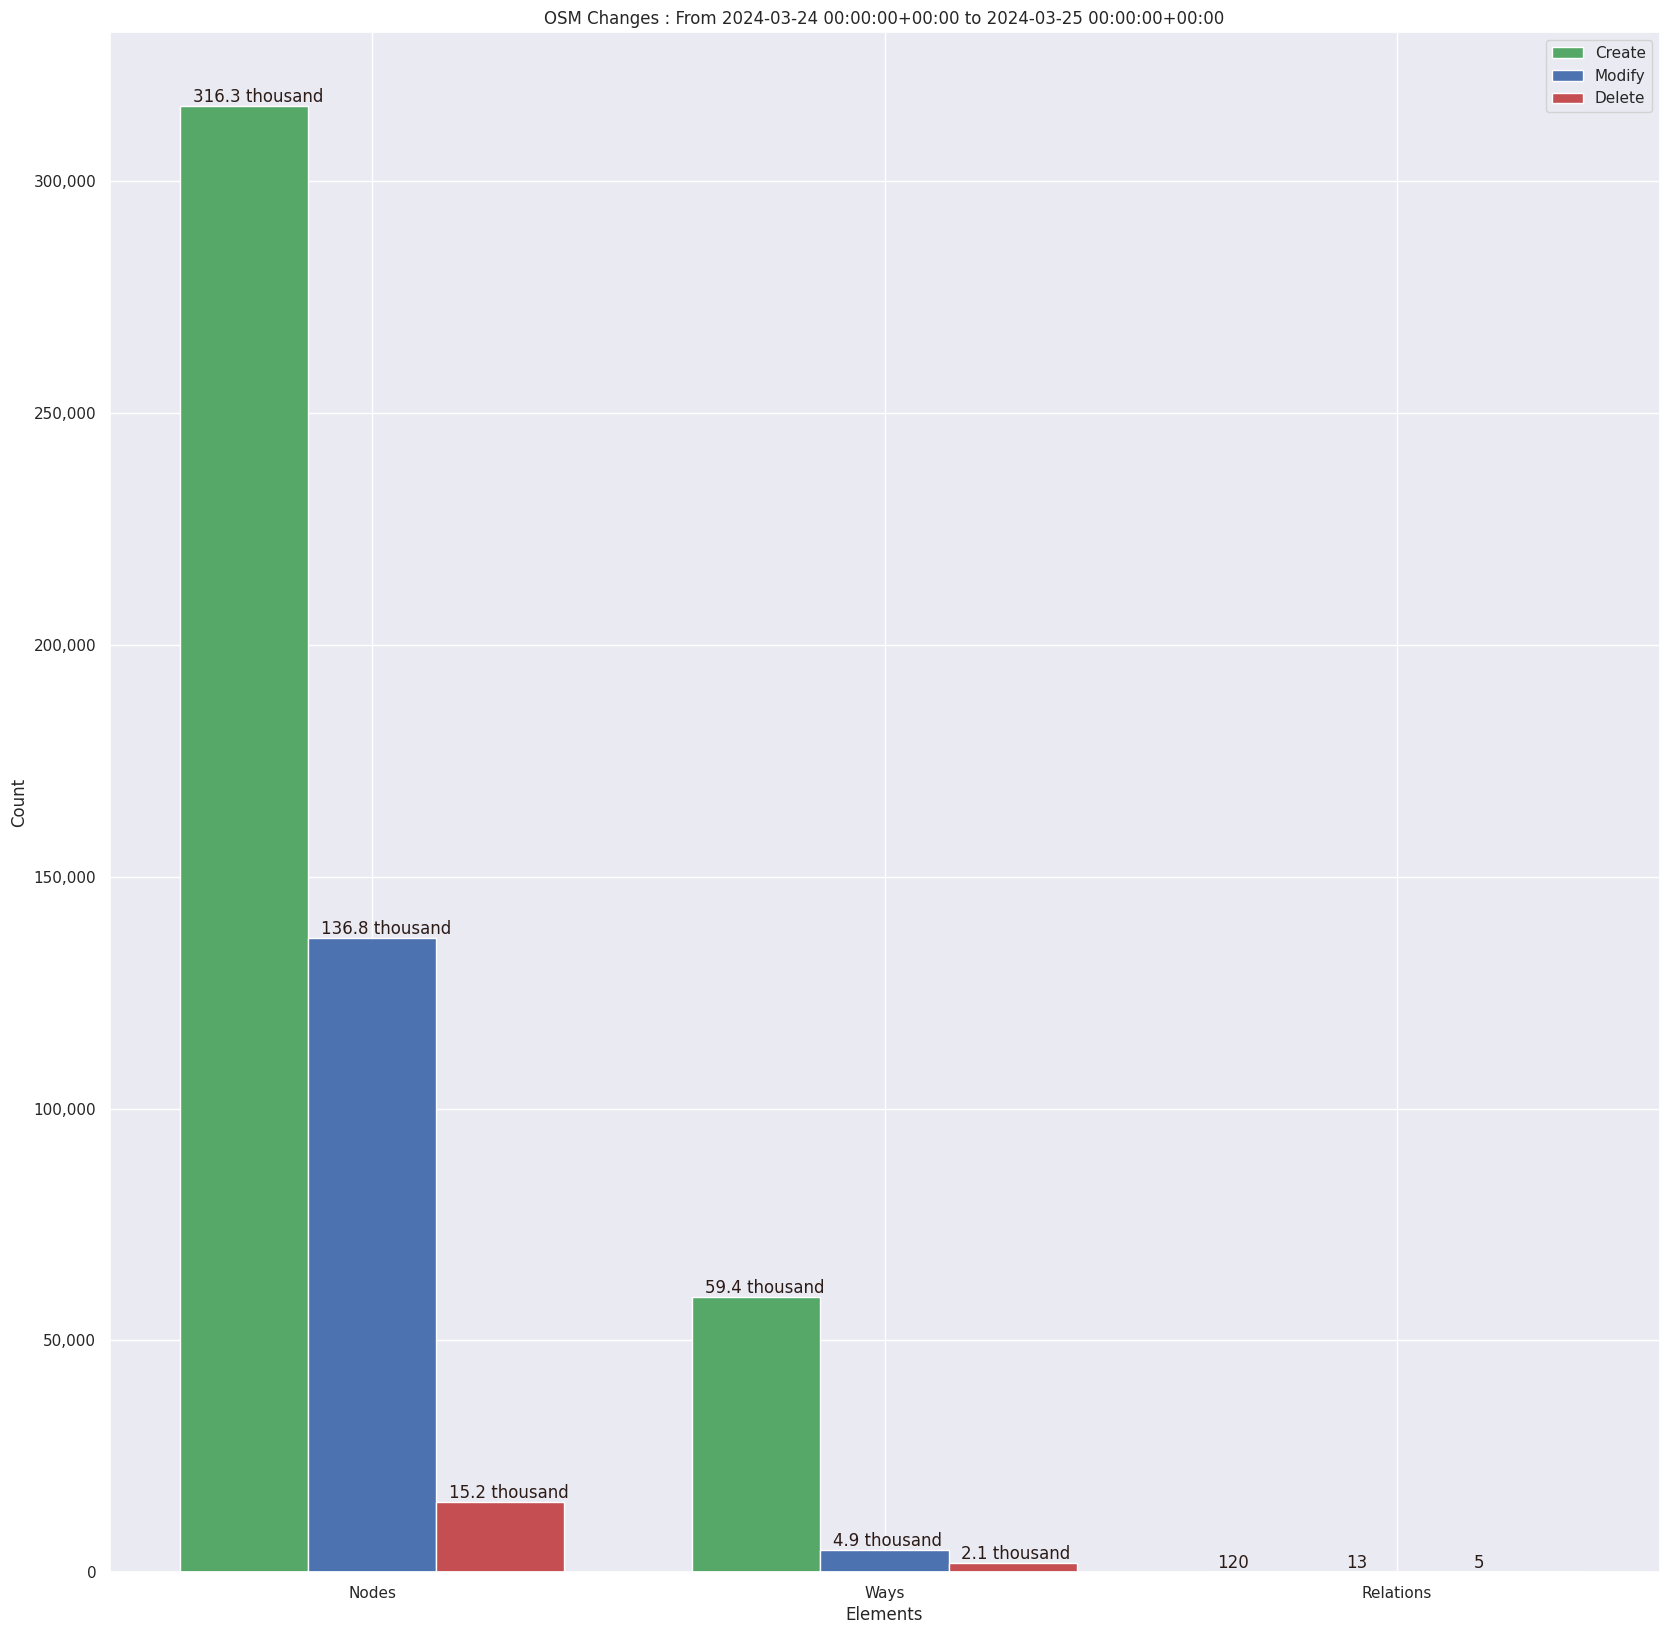 OSM Changes : From 2024-03-24 00:00:00+00:00 to 2024-03-25 00:00:00+00:00
Create
Modify
Delete
316.3 thousand
300,000
250,000
200,000
150,000
100,000
50,000
0
Count
136.8 thousand
15.2 thousand
59.4 thousand
4.9 thousand
2.1 thousand
120
13
5
Nodes
Ways
Relations
Elements